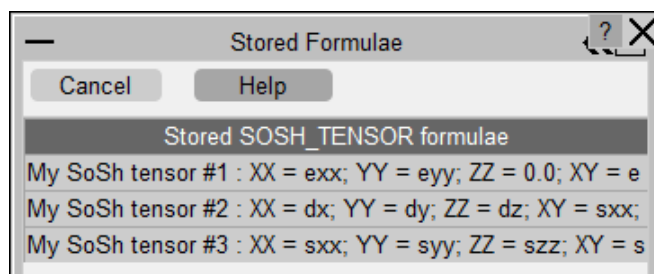 Stored Formulae ?
Cancel Help
Stored SOSH_TENSOR formulae
My SoSh tensor #1 : XX = exx; YY = eyy; ZZ = 0.0; XY = e
My SoSh tensor #2 : XX = dx; YY = dy; ZZ = dz; XY = sxx;
My SoSh tensor #3 : XX = sxx; YY = syy; ZZ = szz; XY = s